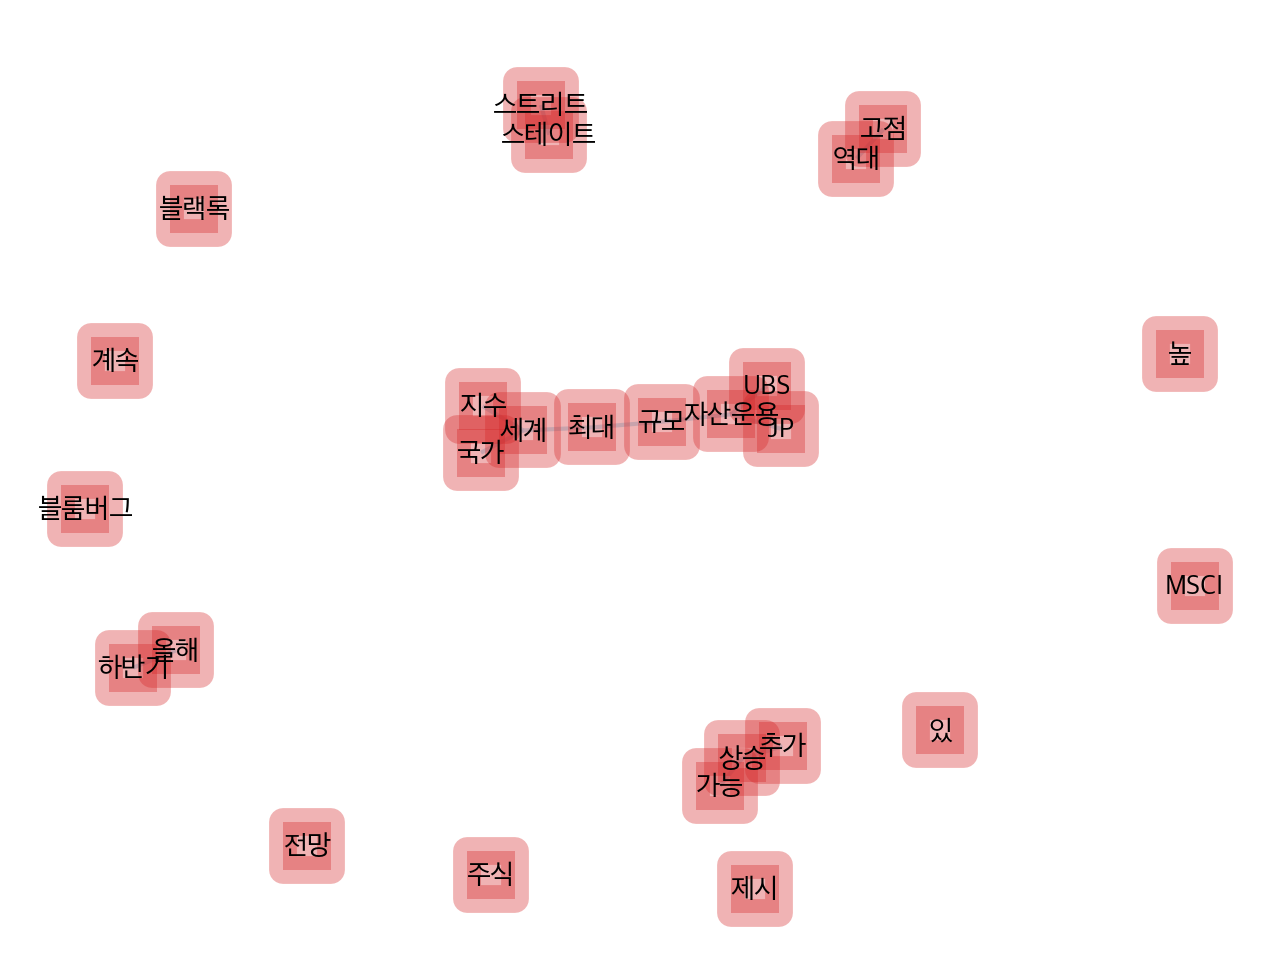 스트리트
스테이트
고점
역대
블랙록
높
계속
UBS
지수
자산운용
규모
최대
JP
세계
국가
블룸버그
MSCI
올해
하반기
있
추가
상승
가능
전망
주식
제시